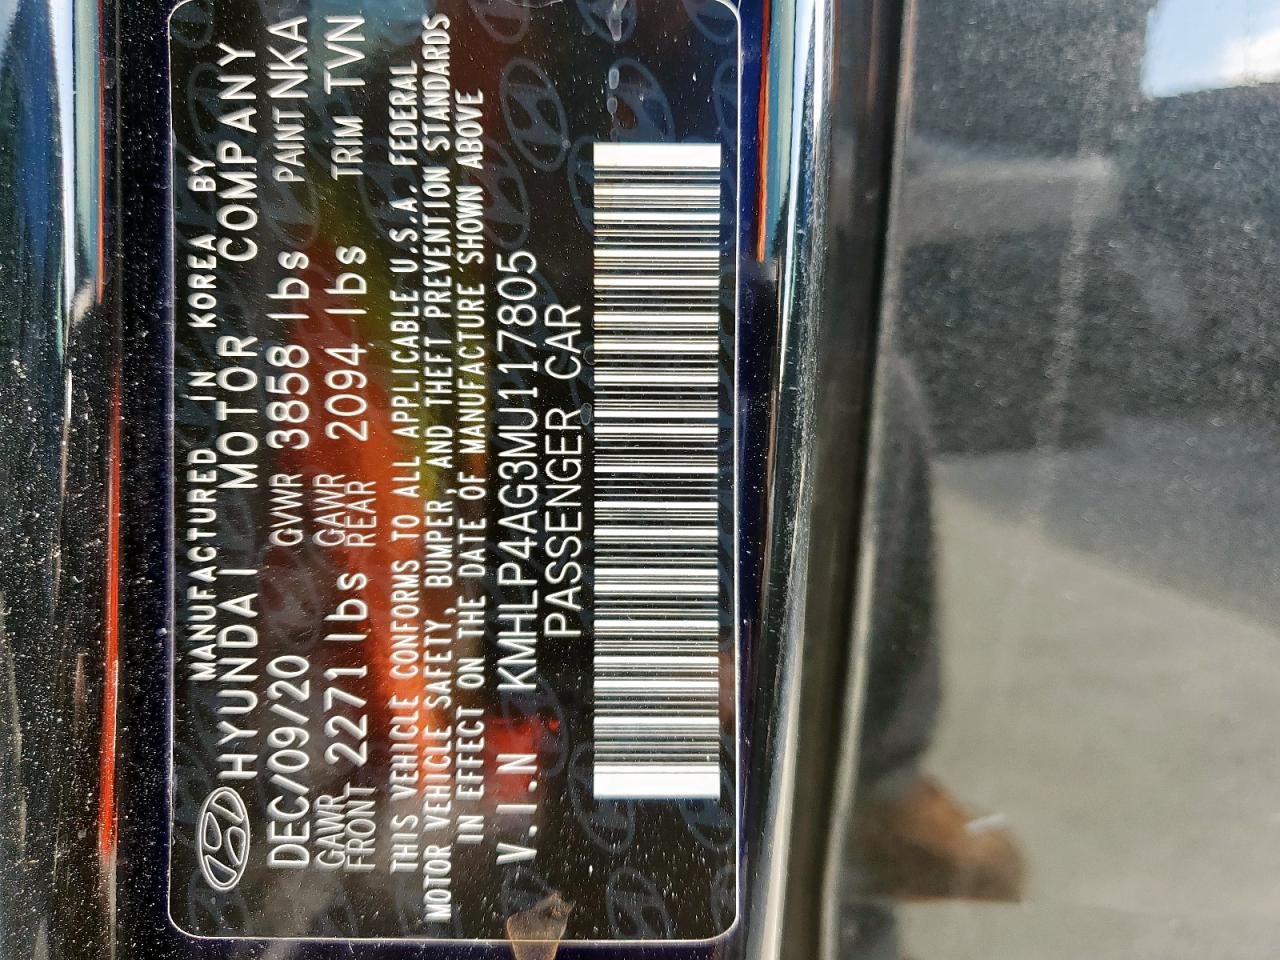 MANUFACTURED IN KOREA BY
HYUNDAI MOTOR COMPANY
DEC/09/20 GVWR 3858 lbs PAINT NKA
GAWR FRONT 2271 lbs GAWR REAR 2094 lbs TRIM TVN
THIS VEHICLE CONFORMS TO ALL APPLICABLE U.S.A. FEDERAL
MOTOR VEHICLE SAFETY, BUMPER, AND THEFT PREVENTION STANDARDS
IN EFFECT ON THE DATE OF MANUFACTURE SHOWN ABOVE
V.I.N KMHLP4AG3MU117805
PASSENGER CAR